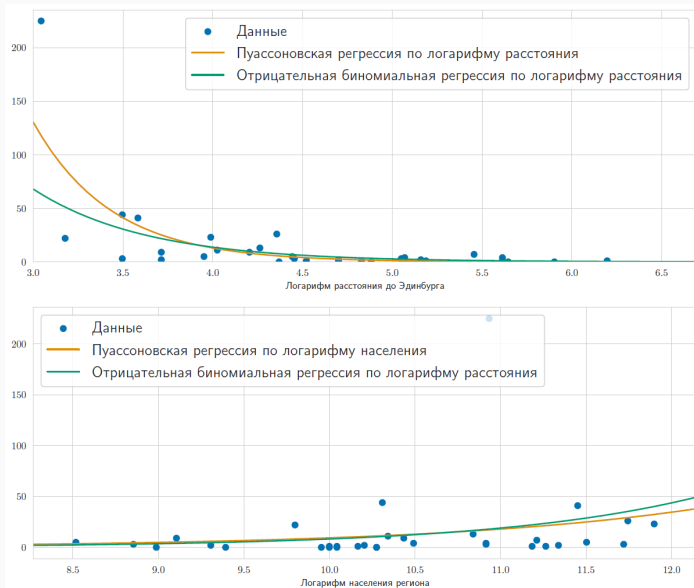 Данные
Пуассоновская регрессия по логарифму расстояния
Отрицательная биномиальная регрессия по логарифму расстояния
200
150
100
50
0
3.0 3.5 4.0 4.5 5.0 5.5 6.0 6.5
Логарифм расстояния до Эдинбурга
Данные
Пуассоновская регрессия по логарифму населения
Отрицательная биномиальная регрессия по логарифму расстояния
200
150
100
50
0
8.5 9.0 9.5 10.0 10.5 11.0 11.5 12.0
Логарифм населения региона